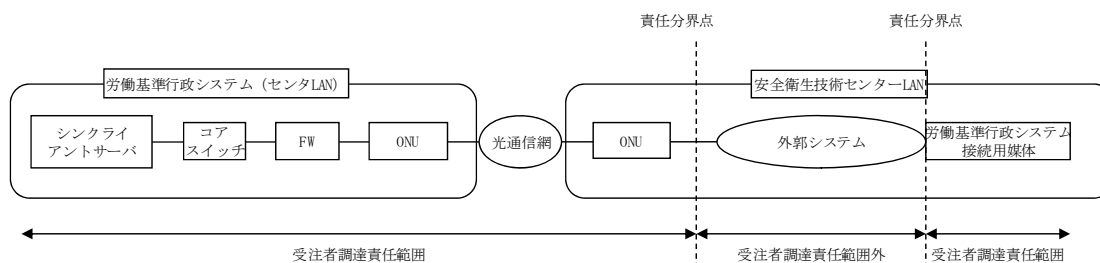 責任分界点
責任分界点
労働基準行政システム（センタLAN）
安全衛生技術センターLAN
シンクライ
アントサーバ
コア
スイッチ
FW
ONU
光通信網
ONU
外郭システム
労働基準行政システム
接続用媒体
受注者調達責任範囲
受注者調達責任範囲外
受注者調達責任範囲